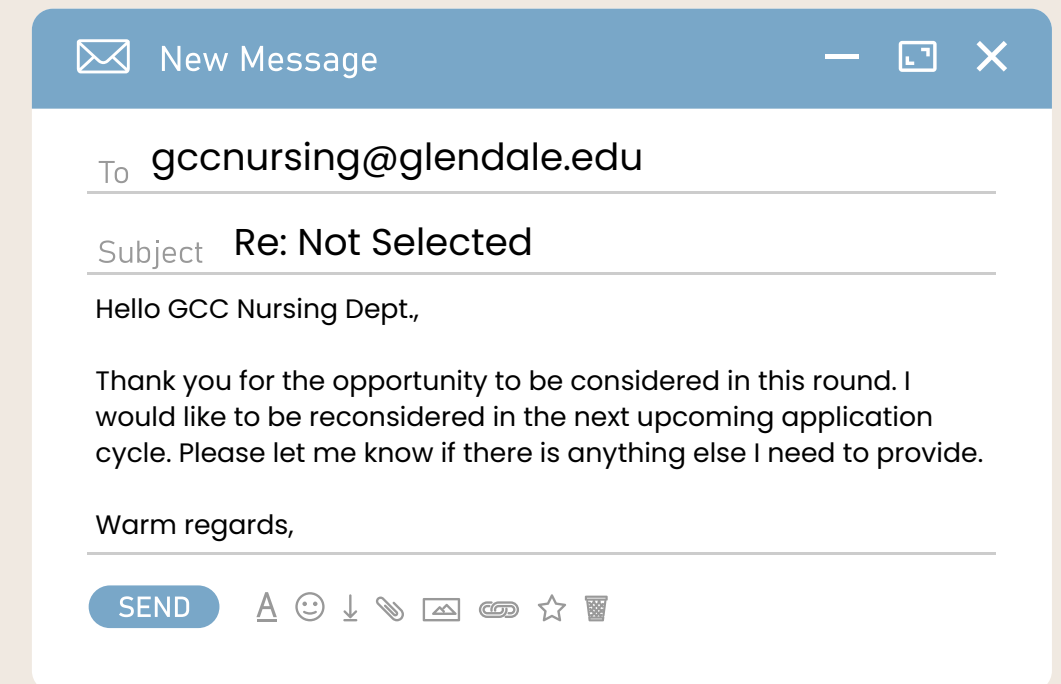 New Message
To gccnursing@glendale.edu
Subject Re: Not Selected
Hello GCC Nursing Dept.,
Thank you for the opportunity to be considered in this round. I
would like to be reconsidered in the next upcoming application
cycle. Please let me know if there is anything else I need to provide.
Warm regards,
SEND A